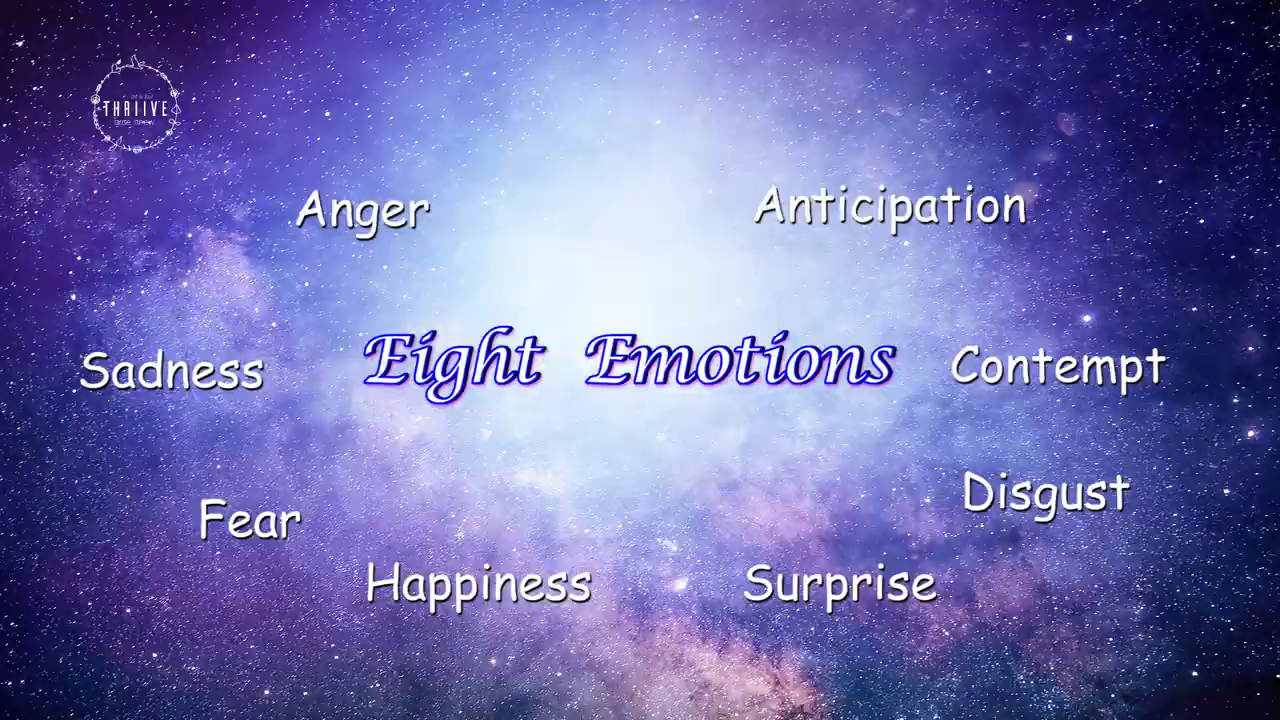 THRIIVE
Anger
Anticipation
Sadness
Eight Emotions
Contempt
Disgust
Fear
Happiness
Surprise